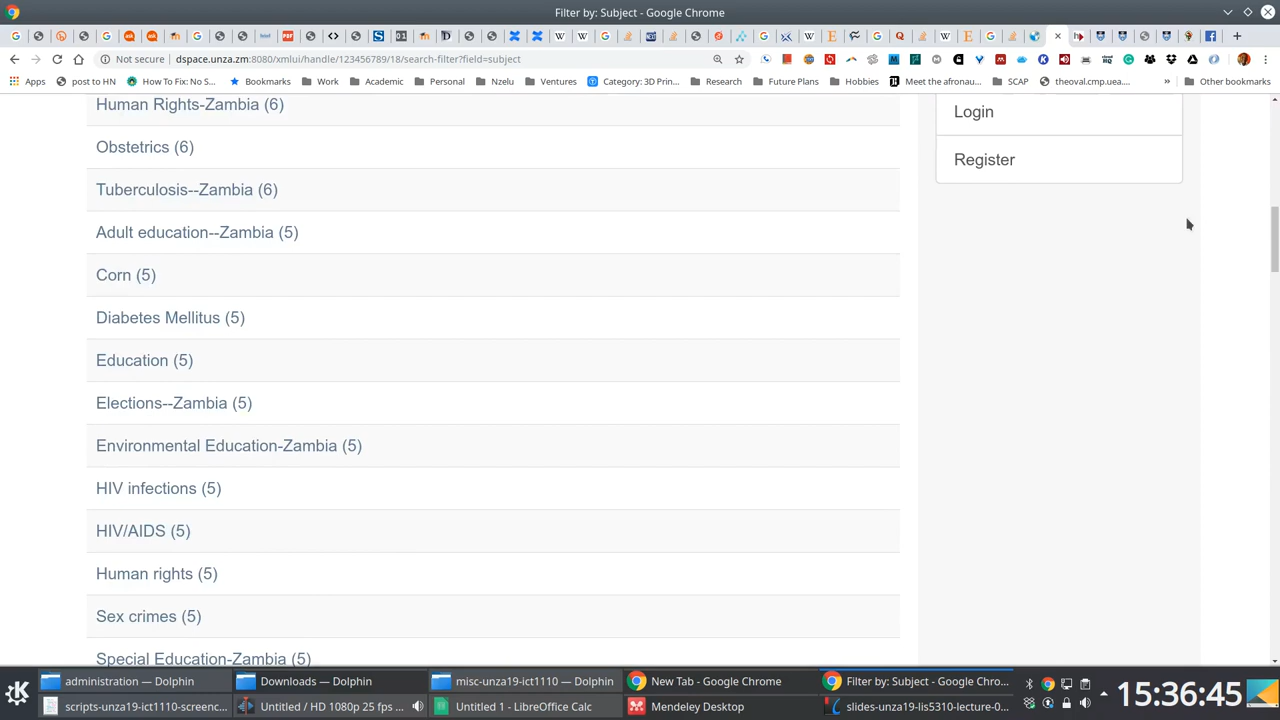 Filter by: Subject - Google Chrome
Not secure dspace.unza.zm:8080/xmlui/handle/123456789/18/search-filter?field=subject
Apps post to HN How To Fix: No S... Bookmarks Work Academic Personal Nzelu Ventures Category: 3D Prin... Research Future Plans Hobbies Meet the afronau... SCAP theoval.cmp.uea.... » Other bookmarks
Human Rights-Zambia (6)
Login
Obstetrics (6)
Register
Tuberculosis--Zambia (6)
Adult education--Zambia (5)
Corn (5)
Diabetes Mellitus (5)
Education (5)
Elections--Zambia (5)
Environmental Education-Zambia (5)
HIV infections (5)
HIV/AIDS (5)
Human rights (5)
Sex crimes (5)
Special Education-Zambia (5)
administration — Dolphin Downloads — Dolphin misc-unza19-ict1110 — Dolphin New Tab - Google Chrome Filter by: Subject - Google Chro...
scripts-unza19-ict1110-screenc... Untitled / HD 1080p 25 fps ... Untitled 1 - LibreOffice Calc Mendeley Desktop slides-unza19-lis5310-lecture-0...
15:36:45